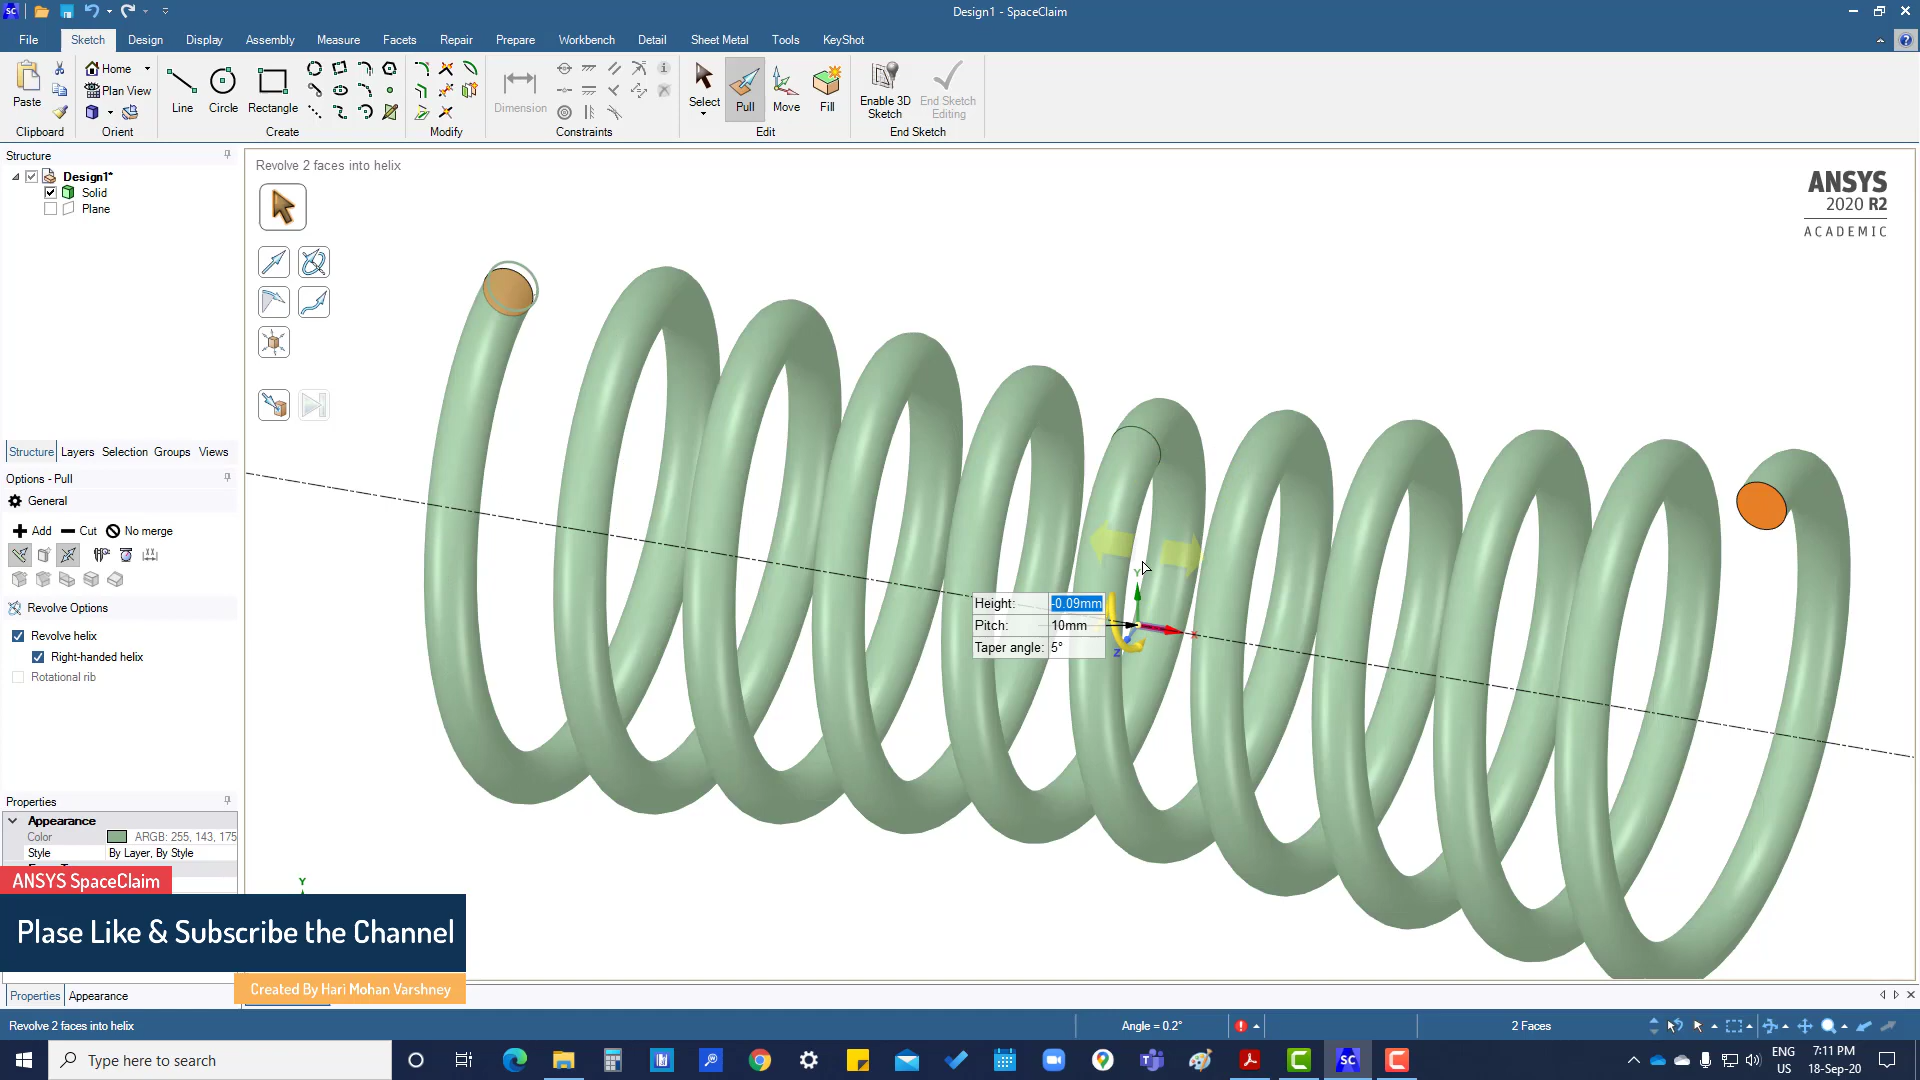 Design1 - SpaceClaim
File Sketch Design Display Assembly Measure Facets Repair Prepare Workbench Detail Sheet Metal Tools KeyShot
Paste
Home
Plan View
Line Circle Rectangle
Dimension
Select Pull Move Fill
Enable 3D Sketch
End Sketch Editing
Clipboard Orient Create Modify Constraints Edit End Sketch
Structure
Design1*
Solid
Plane
Structure Layers Selection Groups Views
Options - Pull
General
Add Cut No merge
Revolve Options
Revolve helix
Right-handed helix
Rotational rib
Properties
Appearance
Color ARGB: 255, 143, 175
Style By Layer, By Style
Revolve 2 faces into helix
ANSYS
2020 R2
ACADEMIC
Height: -0.09mm
Pitch: 10mm
Taper angle: 5°
Y
X
Z
Y
ANSYS SpaceClaim
Plase Like & Subscribe the Channel
Created By Hari Mohan Varshney
Properties Appearance
Revolve 2 faces into helix
Angle = 0.2°
2 Faces
Type here to search
ENG
US
7:11 PM
18-Sep-20